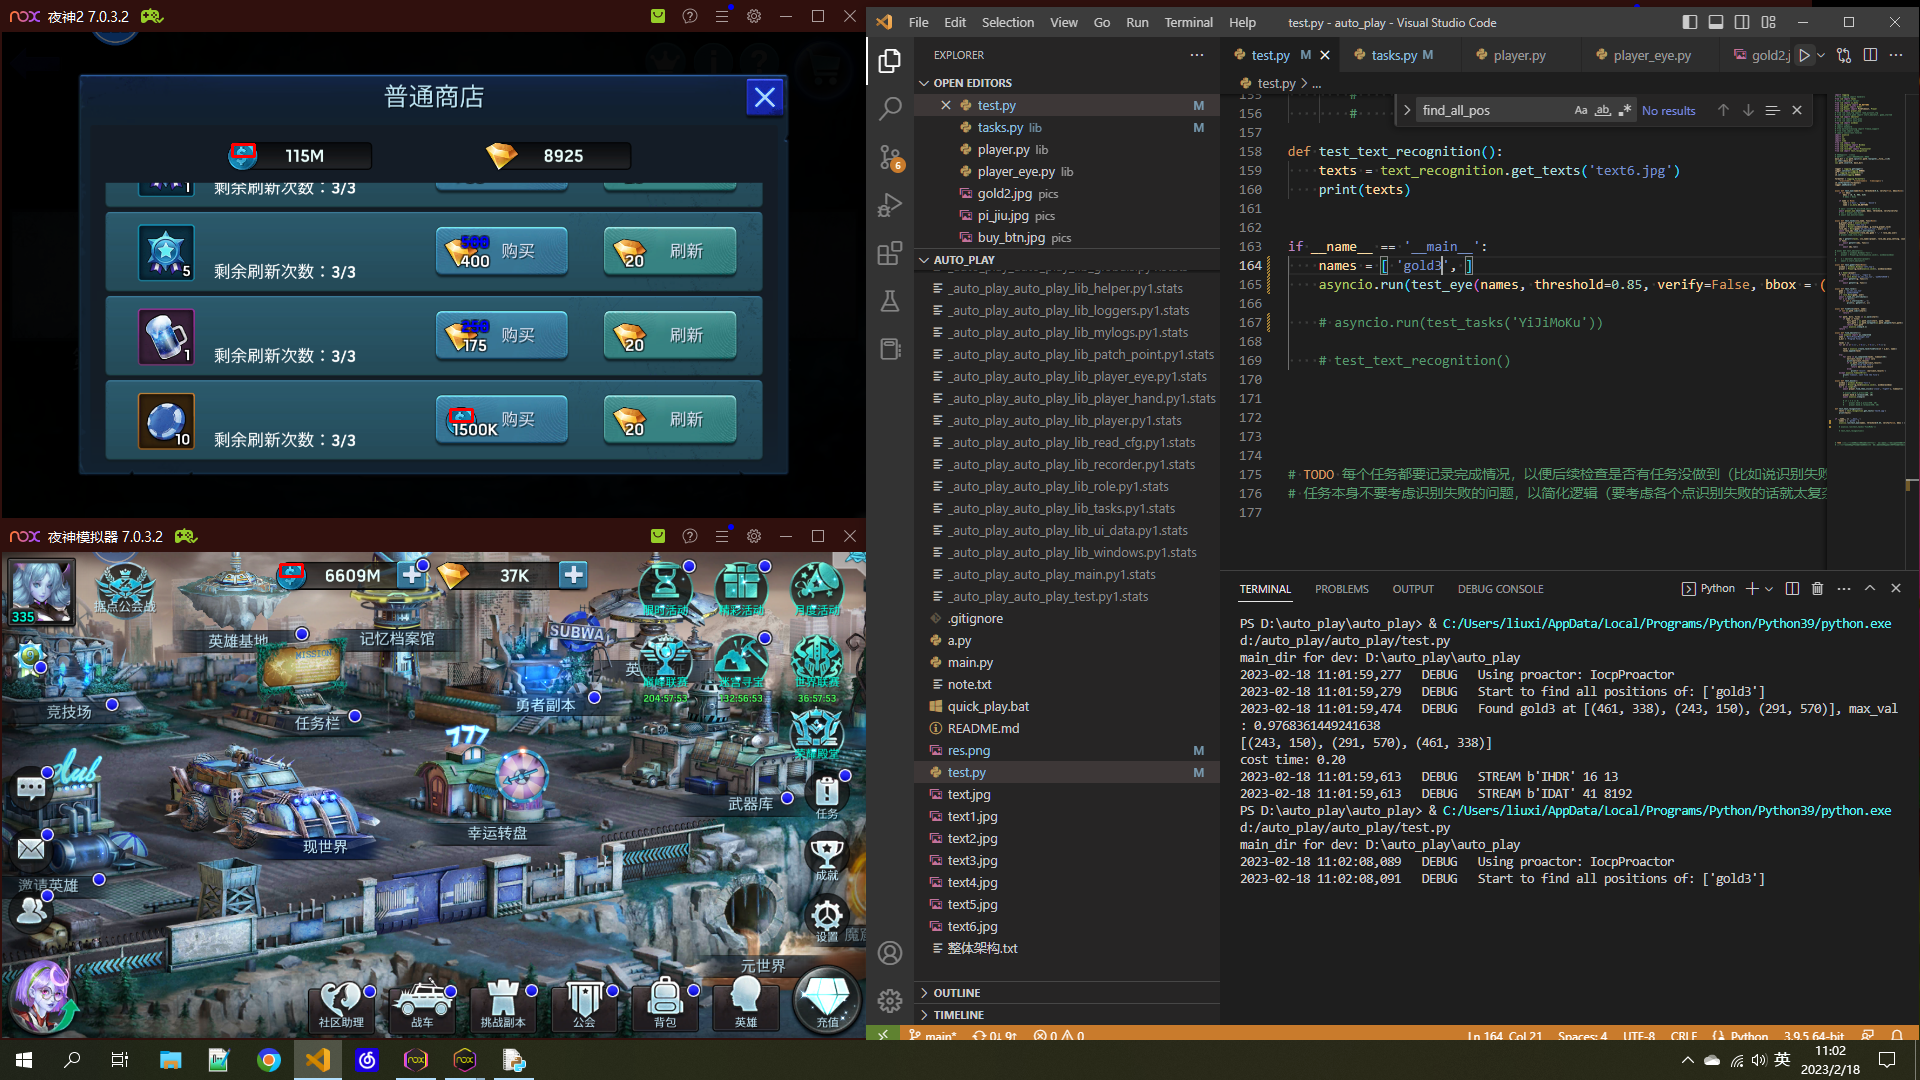 nox 夜神2 7.0.3.2
普通商店
115M
8925
1 剩余刷新次数：3/3
5 剩余刷新次数：3/3 400 购买 20 刷新
1 剩余刷新次数：3/3 175 购买 20 刷新
10 剩余刷新次数：3/3 1500K 购买 20 刷新
nox 夜神模拟器 7.0.3.2
335
据点公会战
6609M
37K
限时活动
精彩活动
月度活动
英雄基地
记忆档案馆
SUBWA
MISSION
巅峰联赛
迷宫寻宝
世界联赛
204:57:53
132:56:53
36:57:53
竞技场
任务栏
勇者副本
荣耀殿堂
777
club
武器库
任务
幸运转盘
现世界
成就
邀请英雄
设置
元世界
社区助理
战车
挑战副本
公会
背包
英雄
充值
File Edit Selection View Go Run Terminal Help
test.py - auto_play - Visual Studio Code
EXPLORER
OPEN EDITORS
test.py M
tasks.py lib M
player.py lib
player_eye.py lib
gold2.jpg pics
pi_jiu.jpg pics
buy_btn.jpg pics
AUTO_PLAY
_auto_play_auto_play_lib_helper.py1.stats
_auto_play_auto_play_lib_loggers.py1.stats
_auto_play_auto_play_lib_mylogs.py1.stats
_auto_play_auto_play_lib_patch_point.py1.stats
_auto_play_auto_play_lib_player_eye.py1.stats
_auto_play_auto_play_lib_player_hand.py1.stats
_auto_play_auto_play_lib_player.py1.stats
_auto_play_auto_play_lib_read_cfg.py1.stats
_auto_play_auto_play_lib_recorder.py1.stats
_auto_play_auto_play_lib_role.py1.stats
_auto_play_auto_play_lib_tasks.py1.stats
_auto_play_auto_play_lib_ui_data.py1.stats
_auto_play_auto_play_lib_windows.py1.stats
_auto_play_auto_play_main.py1.stats
_auto_play_auto_play_test.py1.stats
.gitignore
a.py
main.py
note.txt
quick_play.bat
README.md
res.png M
test.py M
text.jpg
text1.jpg
text2.jpg
text3.jpg
text4.jpg
text5.jpg
text6.jpg
整体架构.txt
OUTLINE
TIMELINE
6
test.py M
tasks.py M
player.py
player_eye.py
gold2.j
test.py > ...
find_all_pos
Aa ab
No results
155 #
156 #
157
158 def test_text_recognition():
159 texts = text_recognition.get_texts('text6.jpg')
160 print(texts)
161
162
163 if __name__ == '__main__':
164 names = [ 'gold3', ]
165 asyncio.run(test_eye(names, threshold=0.85, verify=False, bbox = (
166
167 # asyncio.run(test_tasks('YiJiMoKu'))
168
169 # test_text_recognition()
170
171
172
173
174
175 # TODO 每个任务都要记录完成情况，以便后续检查是否有任务没做到（比如说识别失败
176 # 任务本身不要考虑识别失败的问题，以简化逻辑（要考虑各个点识别失败的话就太复杂
177
TERMINAL PROBLEMS OUTPUT DEBUG CONSOLE
Python
PS D:\auto_play\auto_play> & C:/Users/liuxi/AppData/Local/Programs/Python/Python39/python.exe
d:/auto_play/auto_play/test.py
main_dir for dev: D:\auto_play\auto_play
2023-02-18 11:01:59,277 DEBUG Using proactor: IocpProactor
2023-02-18 11:01:59,279 DEBUG Start to find all positions of: ['gold3']
2023-02-18 11:01:59,474 DEBUG Found gold3 at [(461, 338), (243, 150), (291, 570)], max_val
: 0.9768361449241638
[(243, 150), (291, 570), (461, 338)]
cost time: 0.20
2023-02-18 11:01:59,613 DEBUG STREAM b'IHDR' 16 13
2023-02-18 11:01:59,613 DEBUG STREAM b'IDAT' 41 8192
PS D:\auto_play\auto_play> & C:/Users/liuxi/AppData/Local/Programs/Python/Python39/python.exe
d:/auto_play/auto_play/test.py
main_dir for dev: D:\auto_play\auto_play
2023-02-18 11:02:08,089 DEBUG Using proactor: IocpProactor
2023-02-18 11:02:08,091 DEBUG Start to find all positions of: ['gold3']
main* 0↓ 9↑ 0 0
Ln 164, Col 21 Spaces: 4 UTF-8 CRLF Python 3.9.5 64-bit
英
11:02
2023/2/18